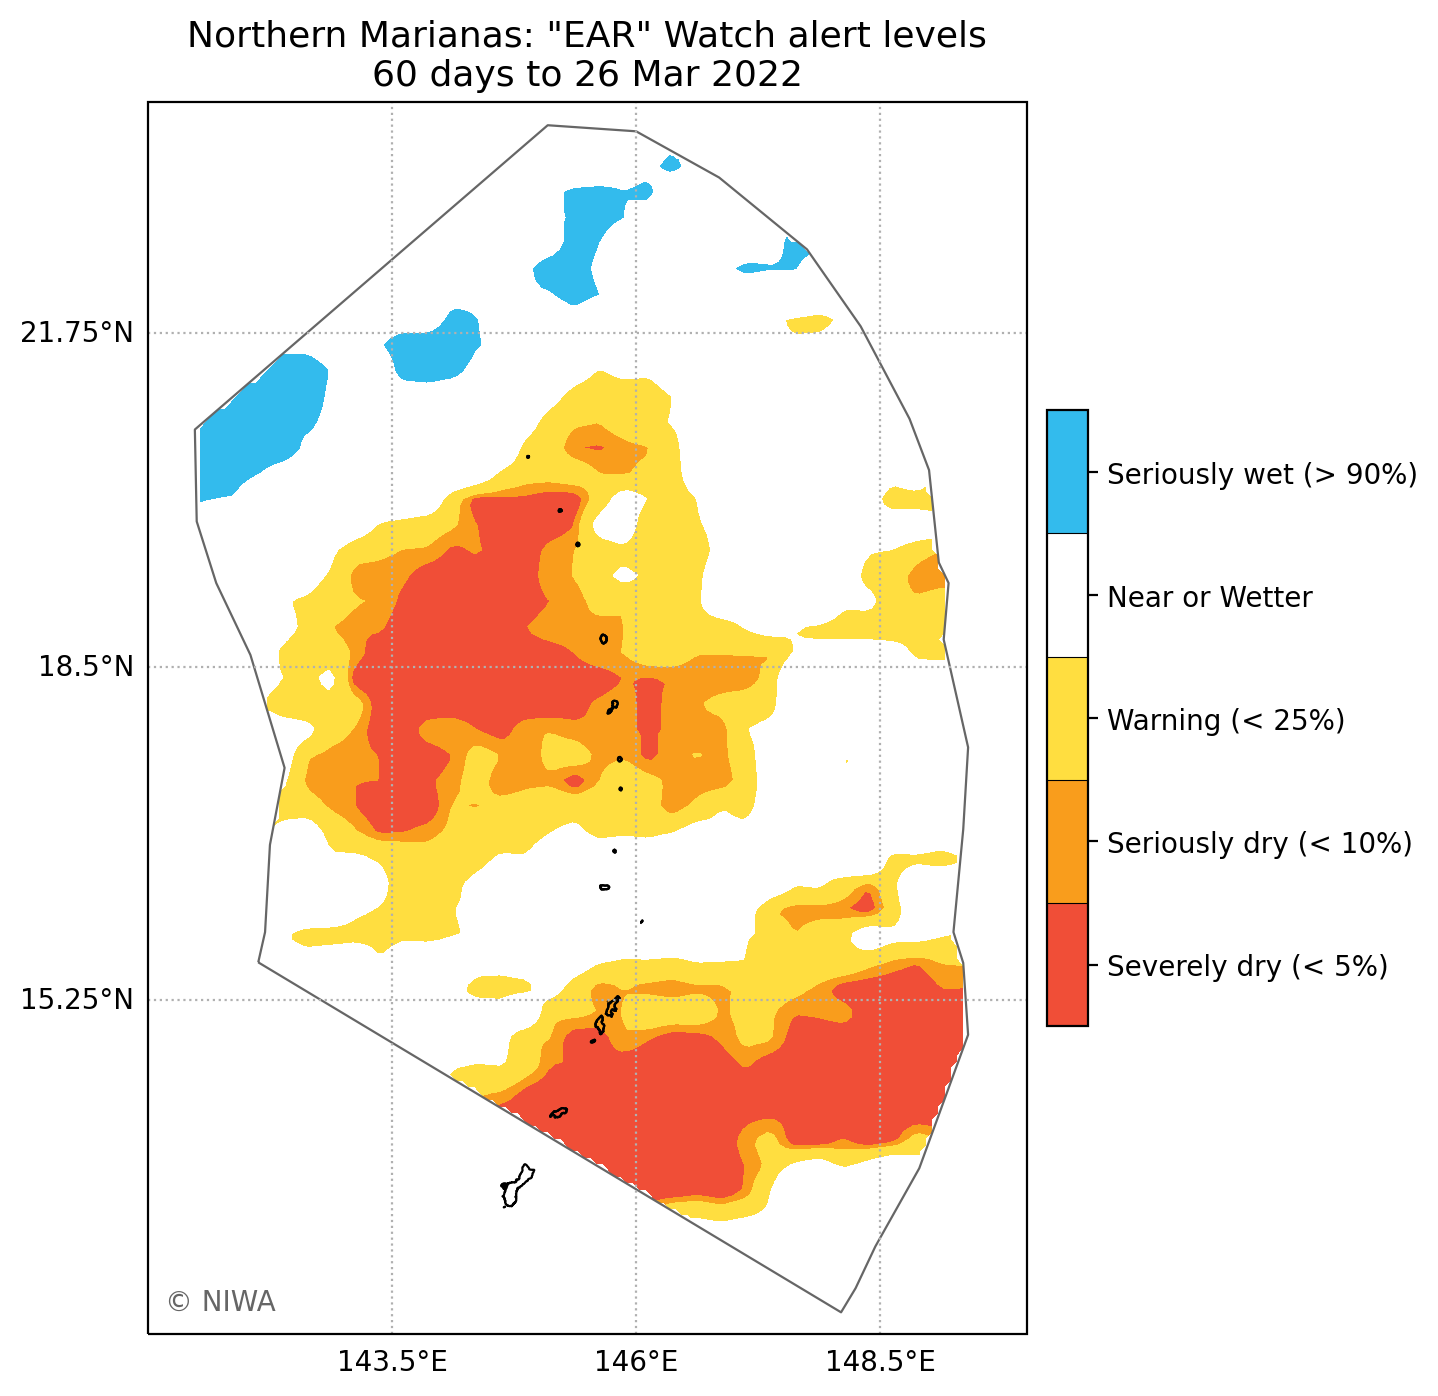 Northern Marianas: "EAR" Watch alert levels
60 days to 26 Mar 2022
21.75°N
18.5°N
15.25°N
143.5°E
146°E
148.5°E
Seriously wet (> 90%)
Near or Wetter
Warning (< 25%)
Seriously dry (< 10%)
Severely dry (< 5%)
© NIWA